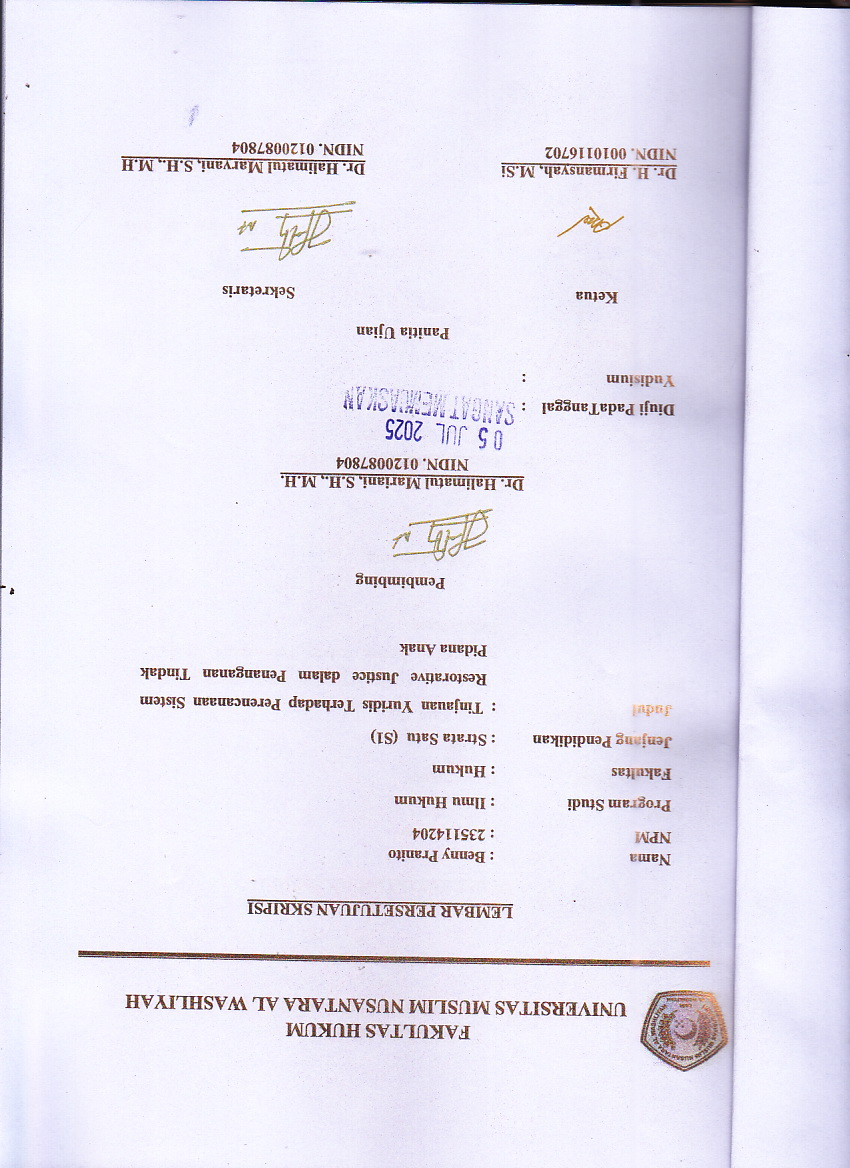 FAKULTAS HUKUM
UNIVERSITAS MUSLIM NUSANTARA AL WASHLIYAH
LEMBAR PERSETUJUAN SKRIPSI
Nama : Benny Pranito
NPM : 235114204
Program Studi : Ilmu Hukum
Fakultas : Hukum
Jenjang Pendidikan : Strata Satu (S1)
Judul : Tinjauan Yuridis Terhadap Perencanaan Sistem
Restorative Justice dalam Penanganan Tindak
Pidana Anak
Pembimbing
Dr. Halimatul Mariani, S.H., M.H.
NIDN. 0120087804
05 JUL 2025
Diuji PadaTanggal :
SANGAT MEMUASKAN
Yudisium :
Panitia Ujian
Ketua Sekretaris
Dr. H. Firmansyah, M.Si Dr. Halimatul Maryani, S.H., M.H
NIDN. 0010116702 NIDN. 0120087804